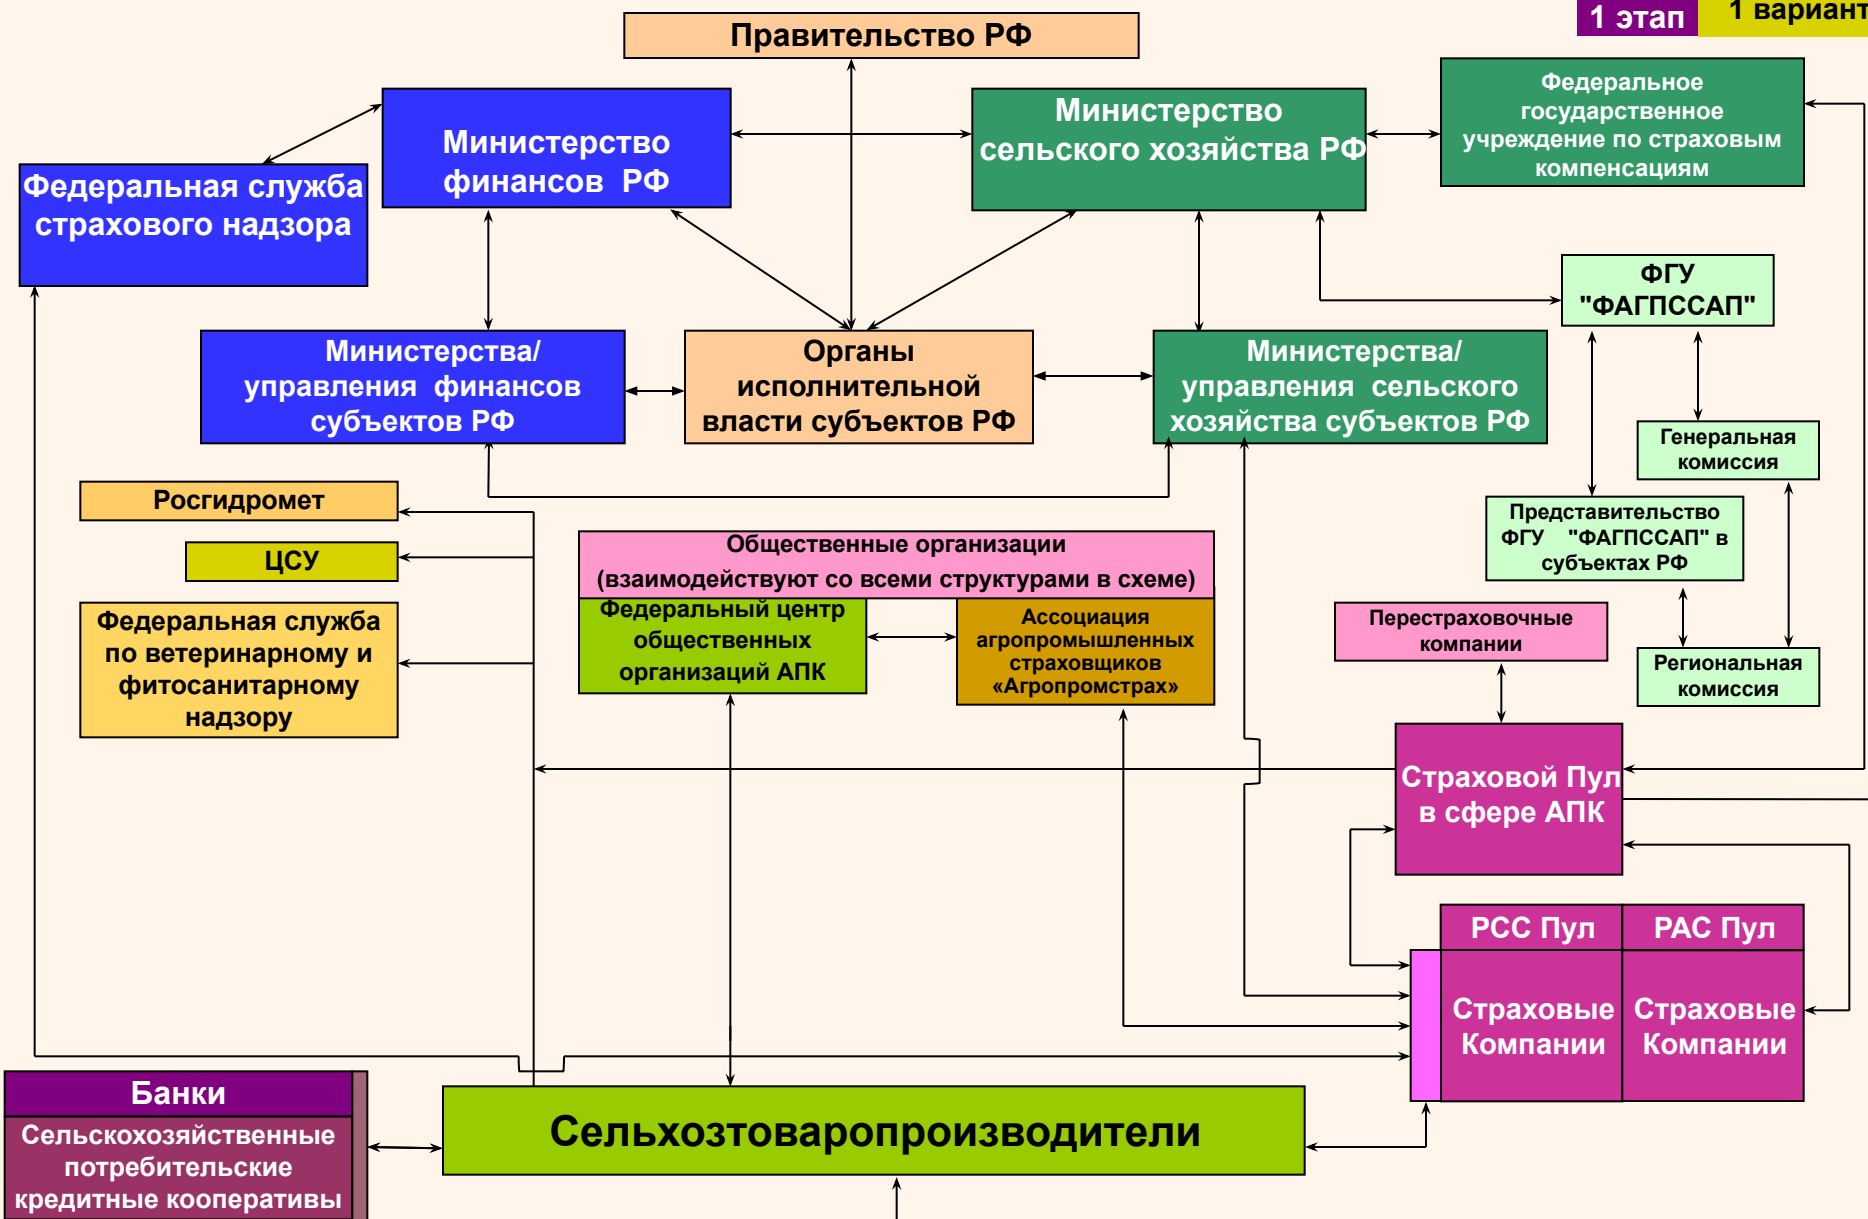 1 этап
1 вариант
Правительство РФ
Министерство
финансов РФ
Министерство
сельского хозяйства РФ
Федеральное
государственное
учреждение по страховым
компенсациям
Федеральная служба
страхового надзора
ФГУ
"ФАГПССАП"
Министерства/
управления финансов
субъектов РФ
Органы
исполнительной
власти субъектов РФ
Министерства/
управления сельского
хозяйства субъектов РФ
Генеральная
комиссия
Росгидромет
Представительство
ФГУ "ФАГПССАП" в
субъектах РФ
ЦСУ
Общественные организации
(взаимодействуют со всеми структурами в схеме)
Федеральный центр
общественных
организаций АПК
Ассоциация
агропромышленных
страховщиков
«Агропромстрах»
Федеральная служба
по ветеринарному и
фитосанитарному
надзору
Перестраховочные
компании
Региональная
комиссия
Страховой Пул
в сфере АПК
РСС Пул
РАС Пул
Страховые
Компании
Страховые
Компании
Банки
Сельскохозяйственные
потребительские
кредитные кооперативы
Сельхозтоваропроизводители